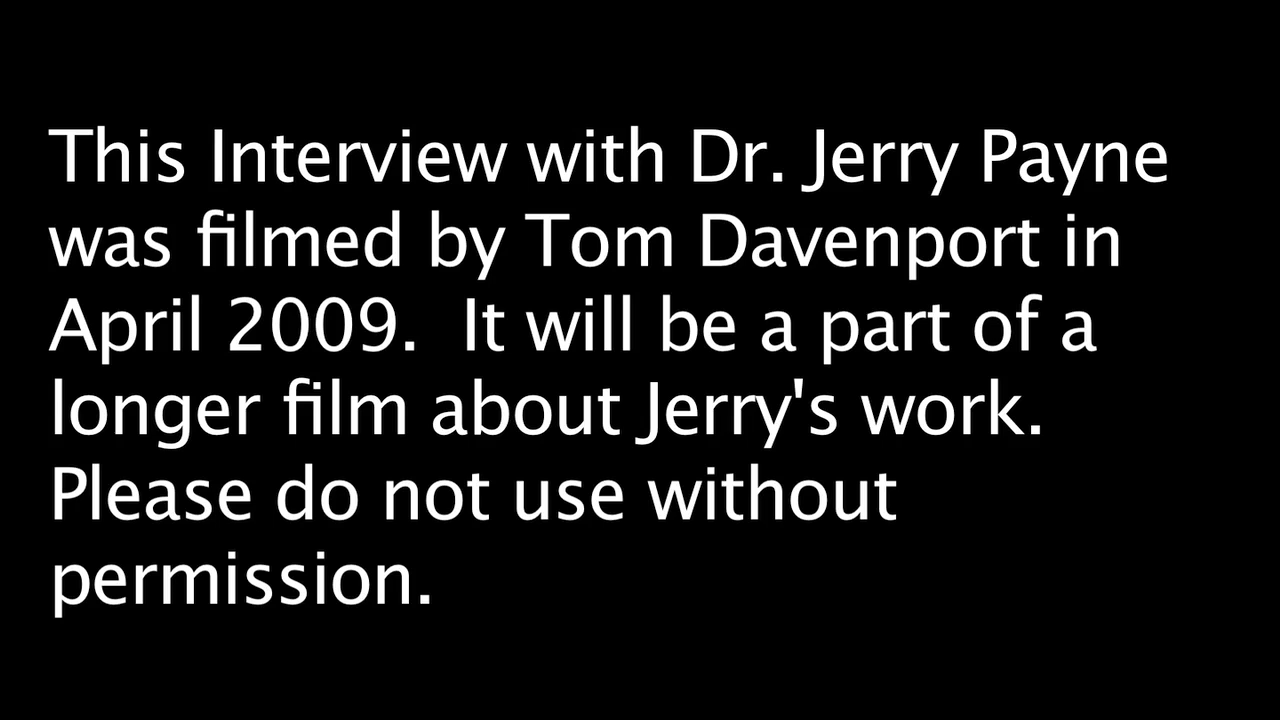 This Interview with Dr. Jerry Payne
was filmed by Tom Davenport in
April 2009.  It will be a part of a
longer film about Jerry's work.
Please do not use without
permission.